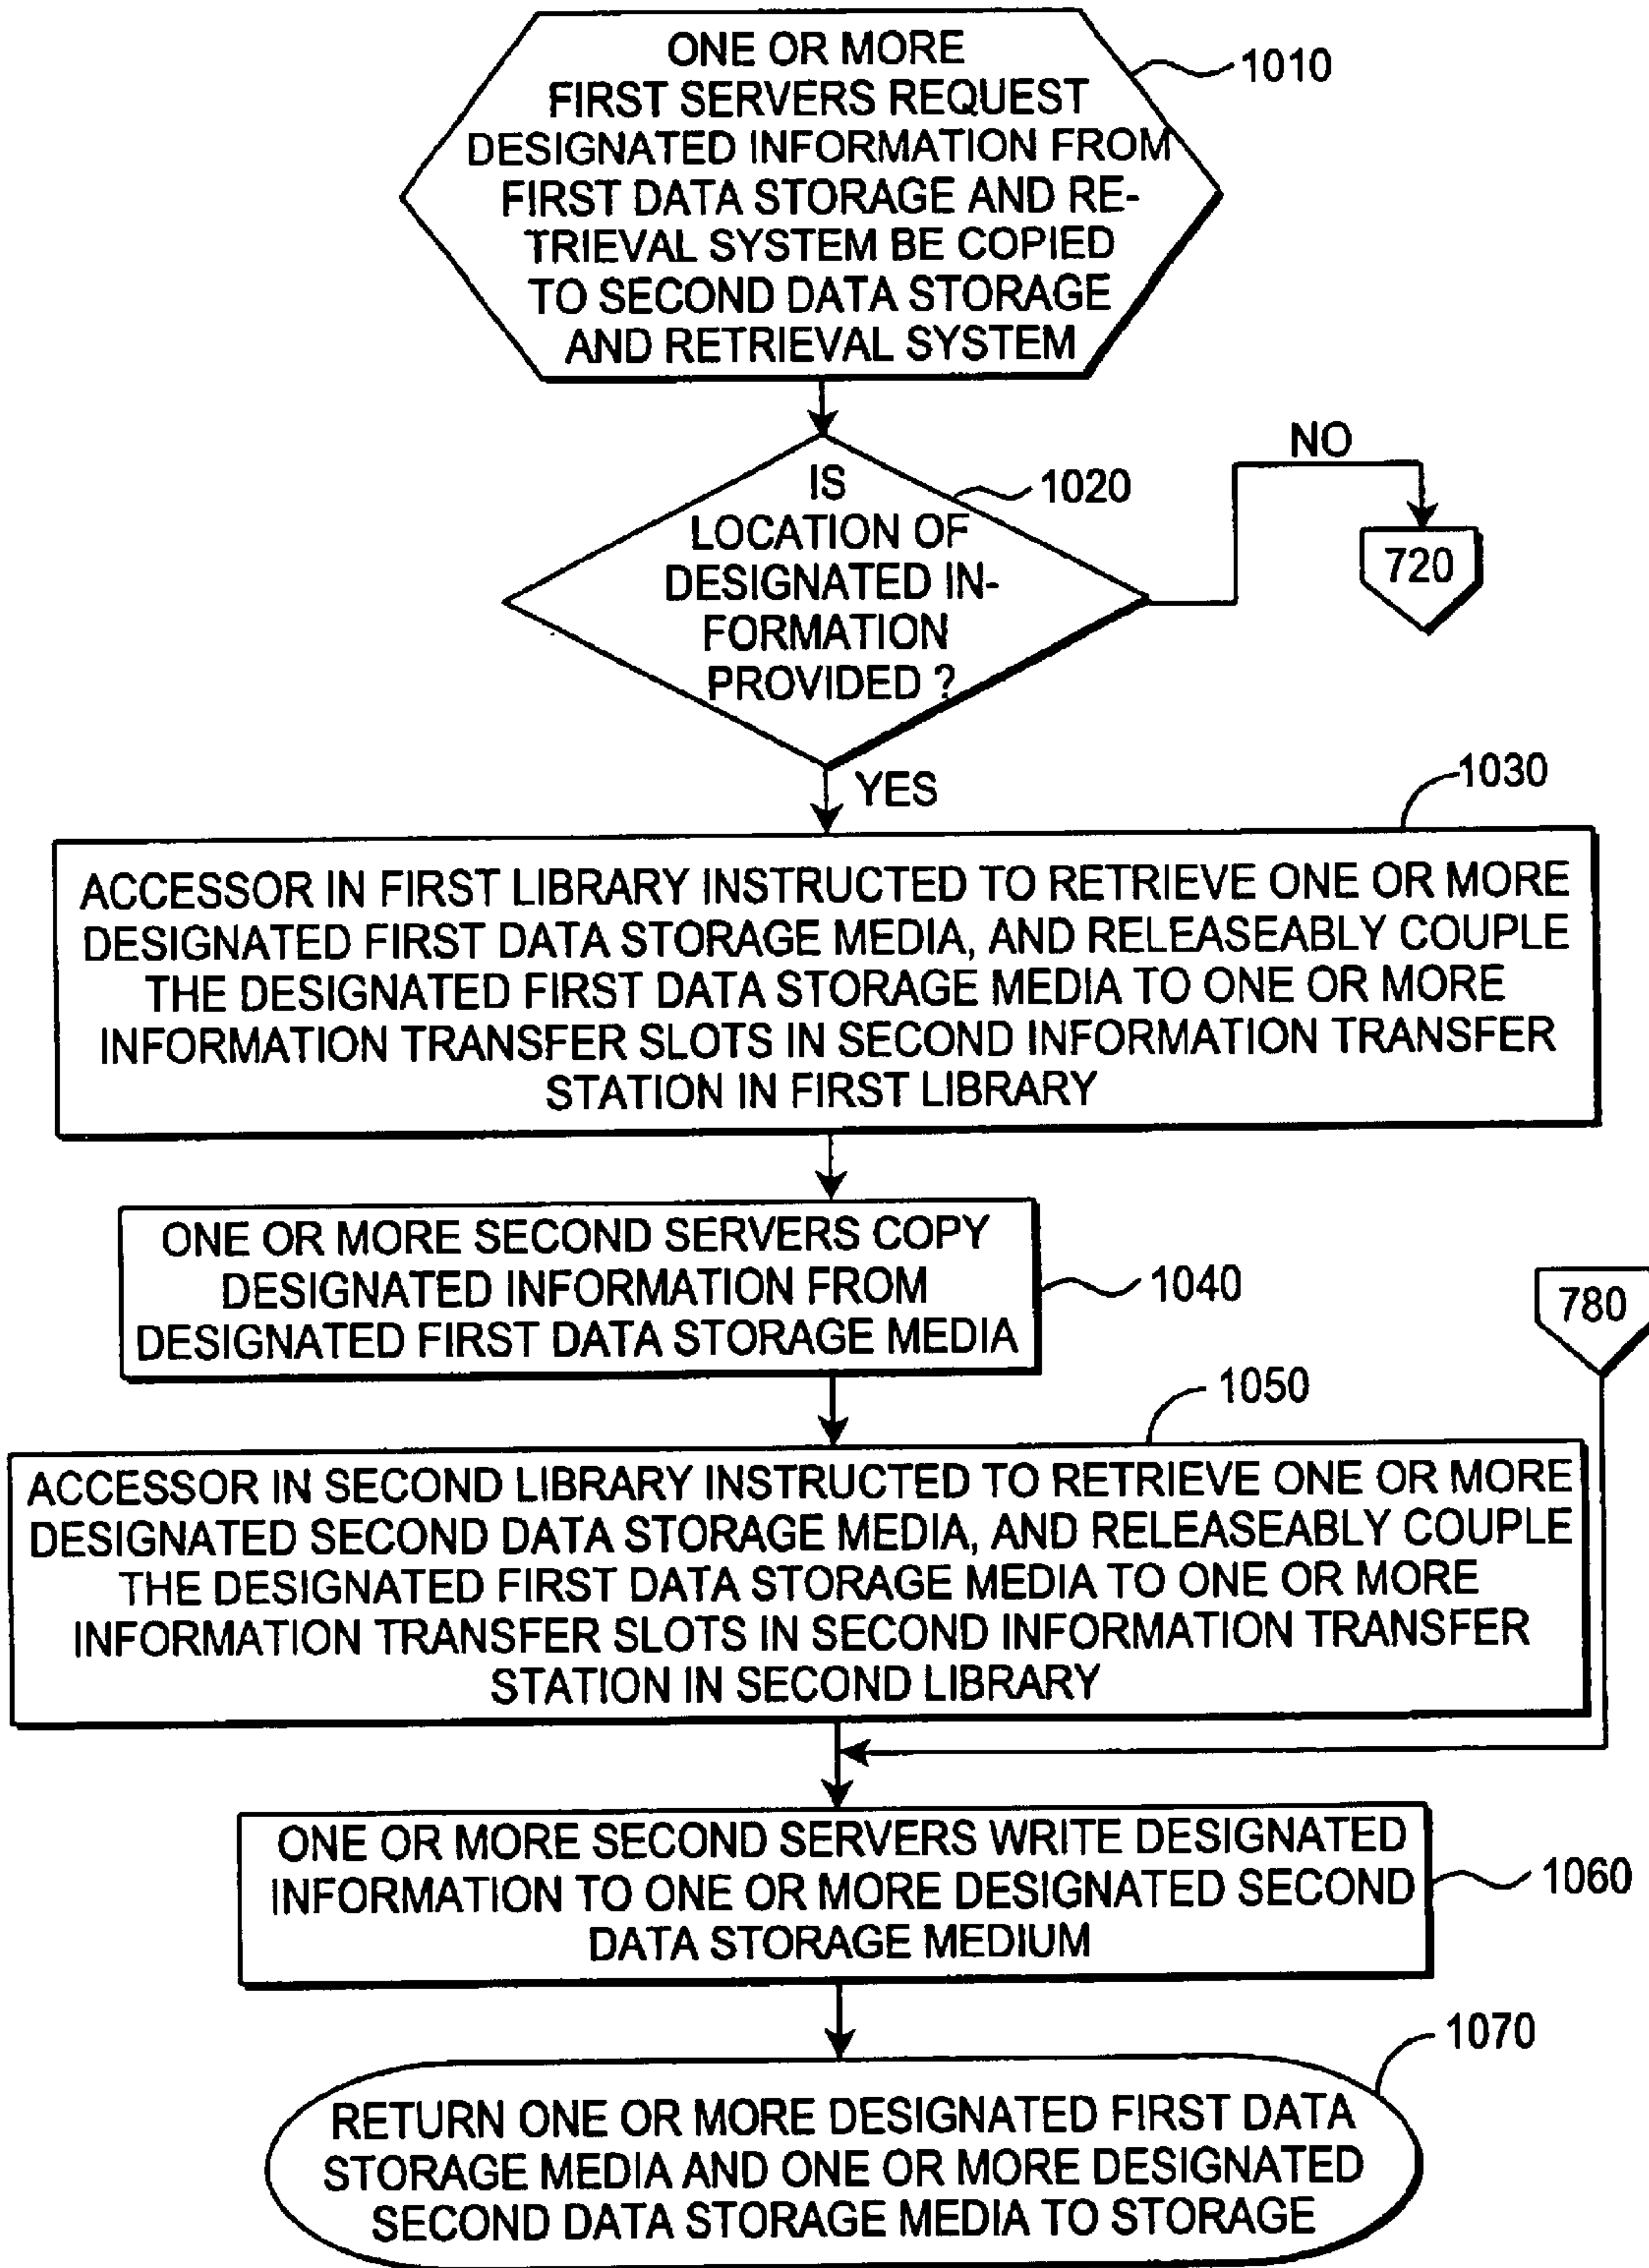 ONE OR MORE
FIRST SERVERS REQUEST
DESIGNATED INFORMATION FROM
FIRST DATA STORAGE AND RE-
TRIEVAL SYSTEM BE COPIED
TO SECOND DATA STORAGE
AND RETRIEVAL SYSTEM
1010
IS
LOCATION OF
DESIGNATED IN-
FORMATION
PROVIDED ?
1020
NO
720
YES
1030
ACCESSOR IN FIRST LIBRARY INSTRUCTED TO RETRIEVE ONE OR MORE
DESIGNATED FIRST DATA STORAGE MEDIA, AND RELEASEABLY COUPLE
THE DESIGNATED FIRST DATA STORAGE MEDIA TO ONE OR MORE
INFORMATION TRANSFER SLOTS IN SECOND INFORMATION TRANSFER
STATION IN FIRST LIBRARY
ONE OR MORE SECOND SERVERS COPY
DESIGNATED INFORMATION FROM
DESIGNATED FIRST DATA STORAGE MEDIA
1040
780
1050
ACCESSOR IN SECOND LIBRARY INSTRUCTED TO RETRIEVE ONE OR MORE
DESIGNATED SECOND DATA STORAGE MEDIA, AND RELEASEABLY COUPLE
THE DESIGNATED FIRST DATA STORAGE MEDIA TO ONE OR MORE
INFORMATION TRANSFER SLOTS IN SECOND INFORMATION TRANSFER
STATION IN SECOND LIBRARY
ONE OR MORE SECOND SERVERS WRITE DESIGNATED
INFORMATION TO ONE OR MORE DESIGNATED SECOND
DATA STORAGE MEDIUM
1060
1070
RETURN ONE OR MORE DESIGNATED FIRST DATA
STORAGE MEDIA AND ONE OR MORE DESIGNATED
SECOND DATA STORAGE MEDIA TO STORAGE